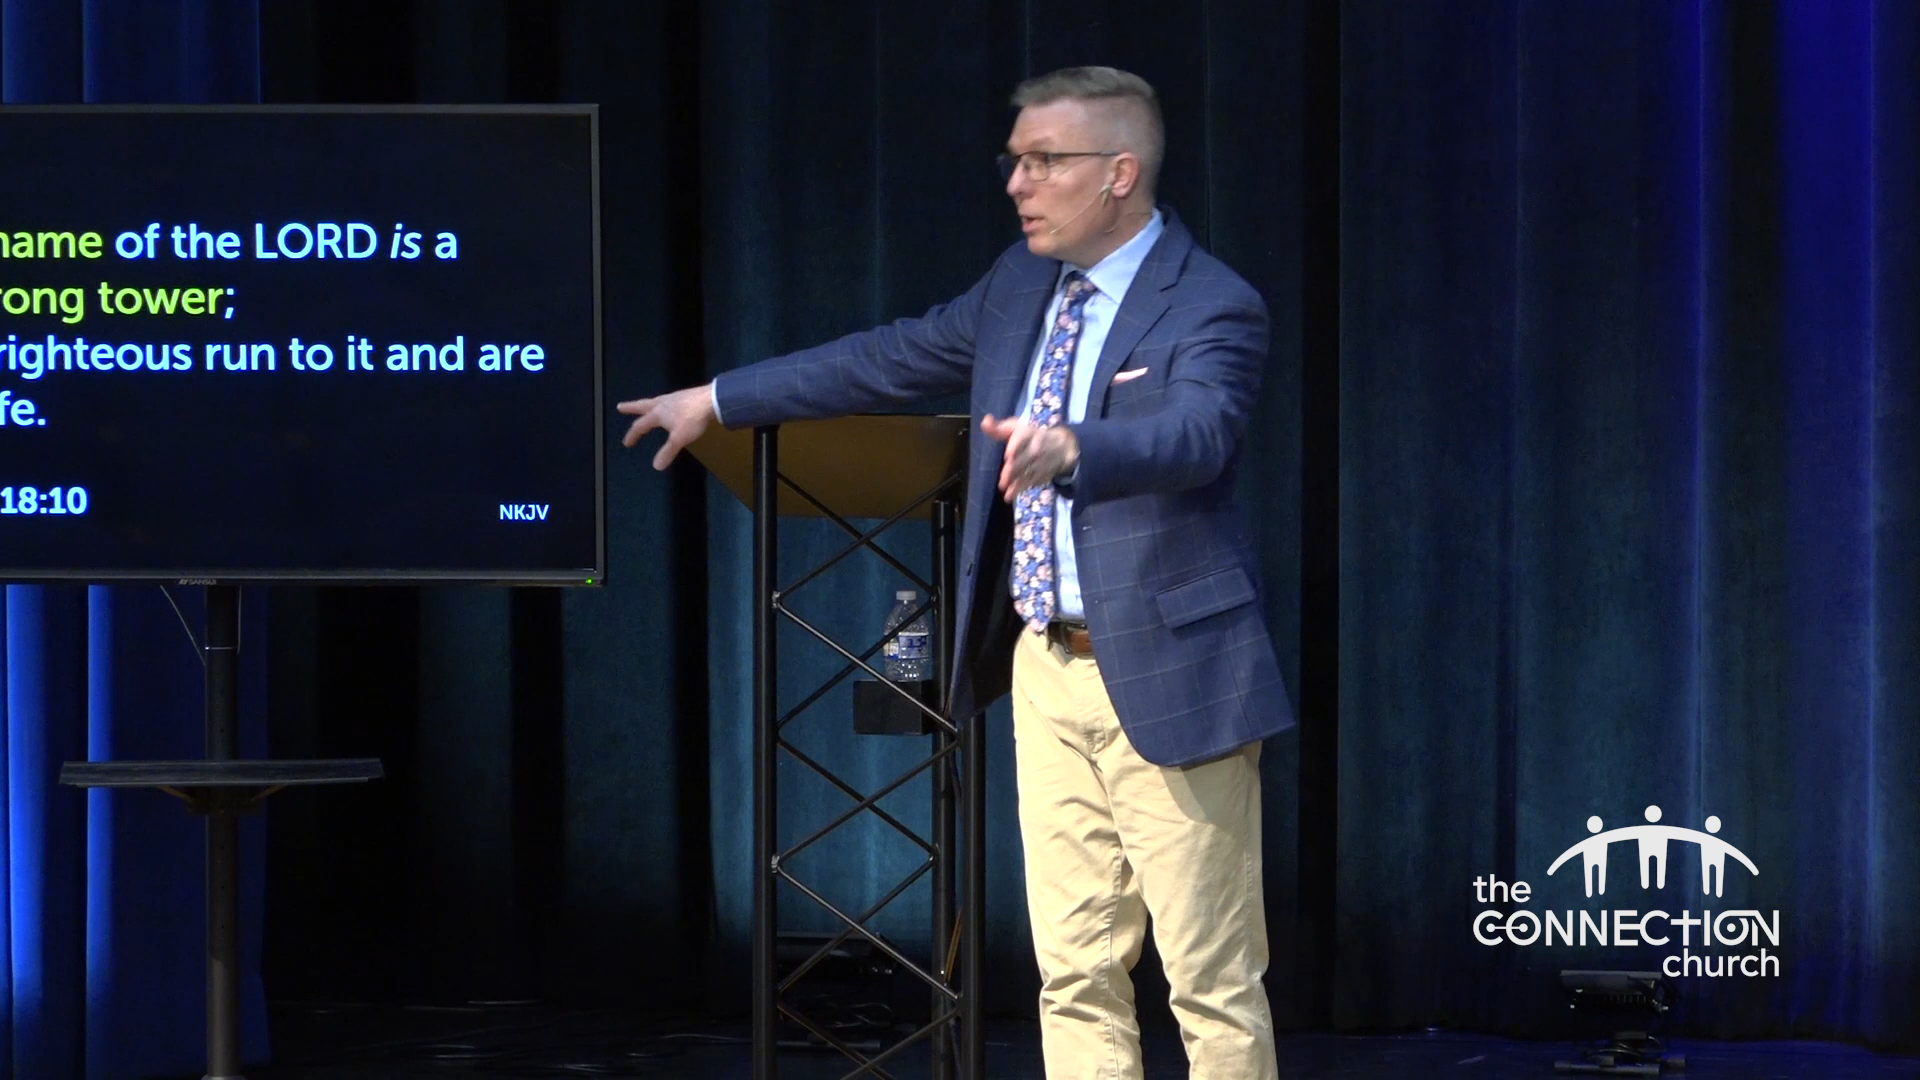 name of the LORD is a
rong tower;
righteous run to it and are
fe.
18:10
NKJV
SANSUI
the
CONNECTION
church